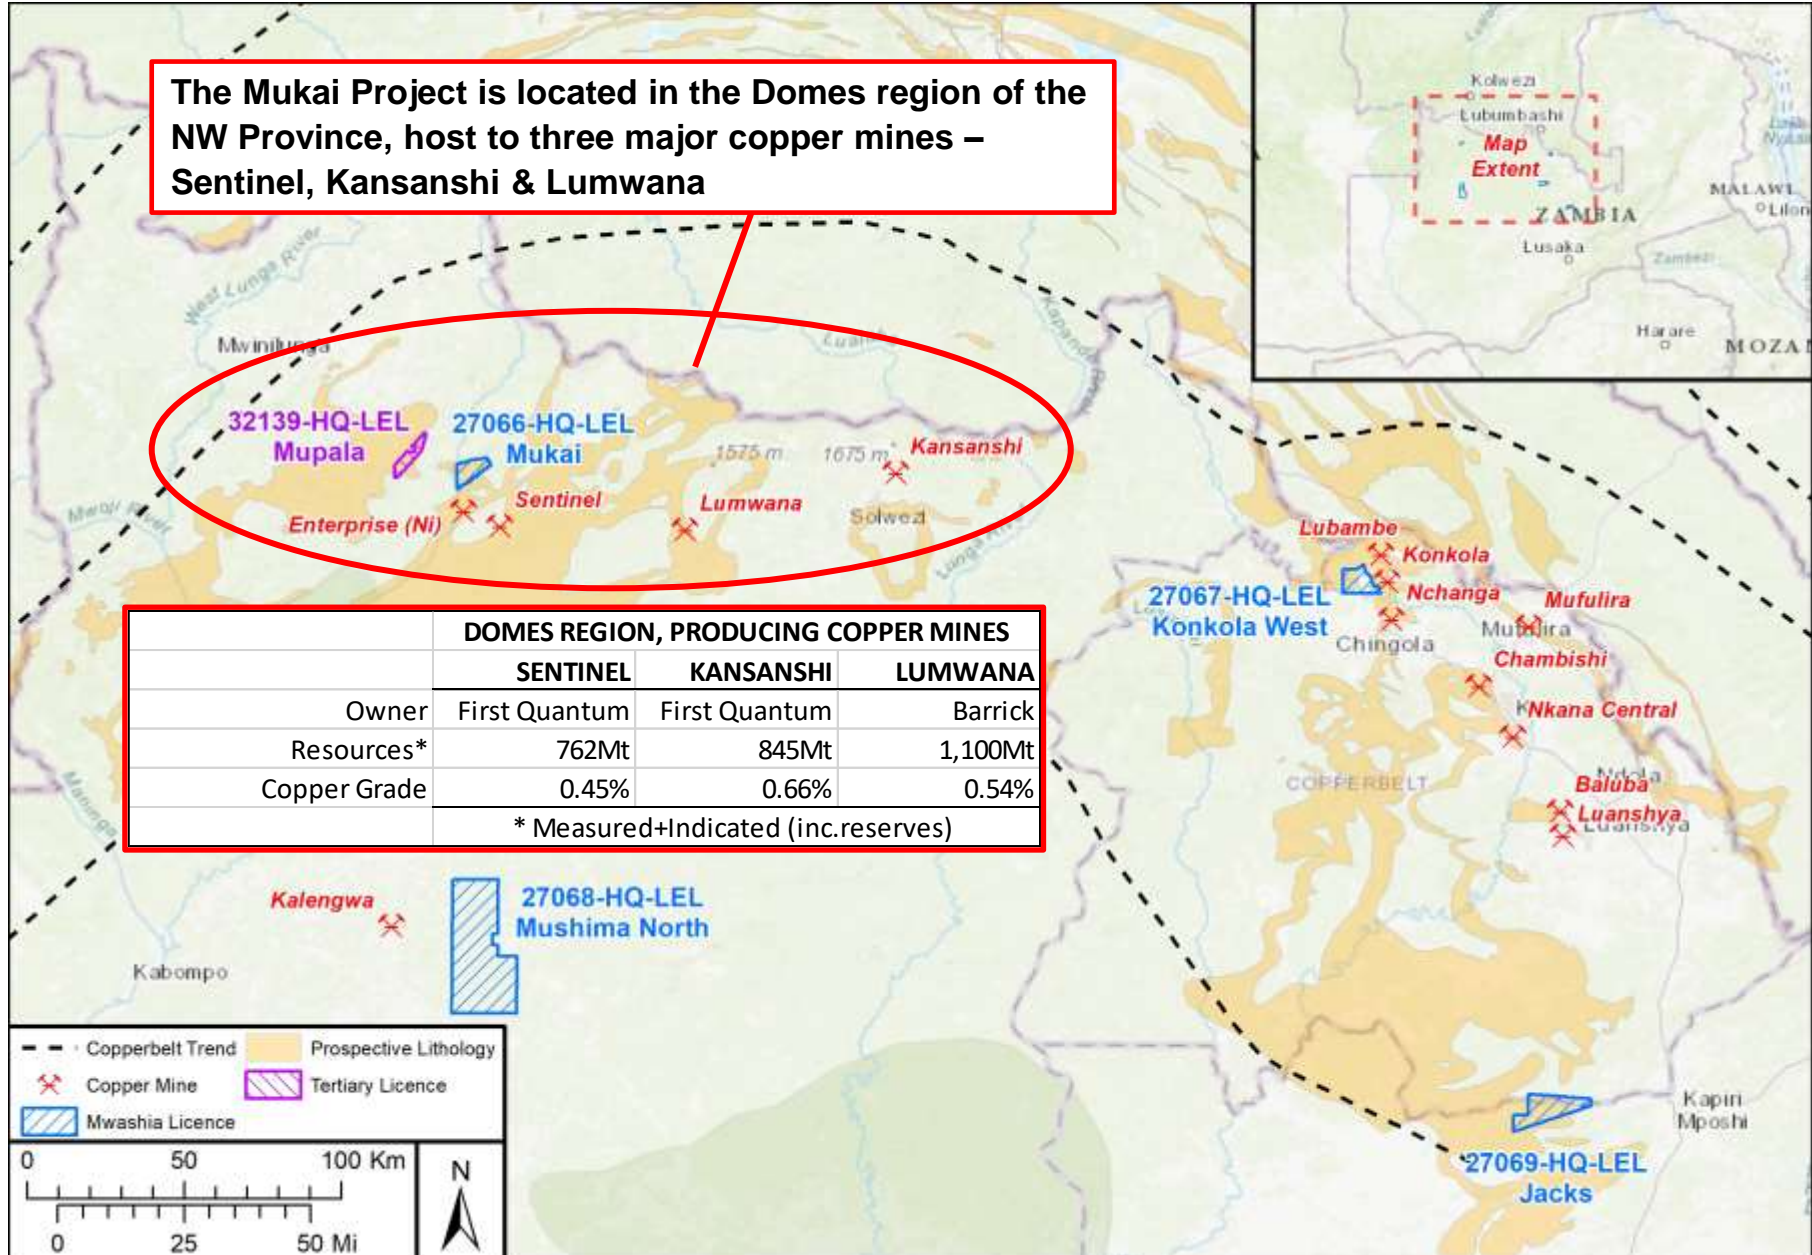 The Mukai Project is located in the Domes region of the
NW Province, host to three major copper mines –
Sentinel, Kansanshi & Lumwana
Kolwezi
Lubumbashi
Map
Extent
MALAWI
Lilon
ZAMBIA
Lusaka
Zambezi
Harare
MOZA
West Lunga River
Mwinilunga
Kansanshi
32139-HQ-LEL
Mupala
27066-HQ-LEL
Mukai
1575 m
1675 m
Sentinel
Enterprise (Ni)
Lumwana
Solwezi
Lubambe
Konkola
27067-HQ-LEL
Konkola West
Nchanga
Mufulira
Mufulira
Chingola
Chambishi
Nkana Central
COPPERBELT
Ndola
Baluba
Luanshya
Luanshya
DOMES REGION, PRODUCING COPPER MINES
SENTINEL KANSANSHI LUMWANA
Owner First Quantum First Quantum Barrick
Resources* 762Mt 845Mt 1,100Mt
Copper Grade 0.45% 0.66% 0.54%
* Measured+Indicated (inc.reserves)
Kalengwa
27068-HQ-LEL
Mushima North
Kabompo
Copperbelt Trend Prospective Lithology
Copper Mine Tertiary Licence
Mwashia Licence
0 50 100 Km
0 25 50 Mi
N
Kapiri
Mposhi
27069-HQ-LEL
Jacks